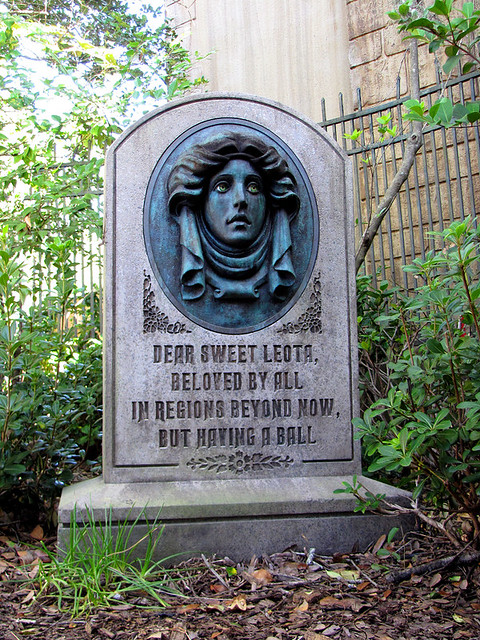 DEAR SWEET LEOTA,
BELOVED BY ALL
IN REGIONS BEYOND NOW,
BUT HAVING A BALL